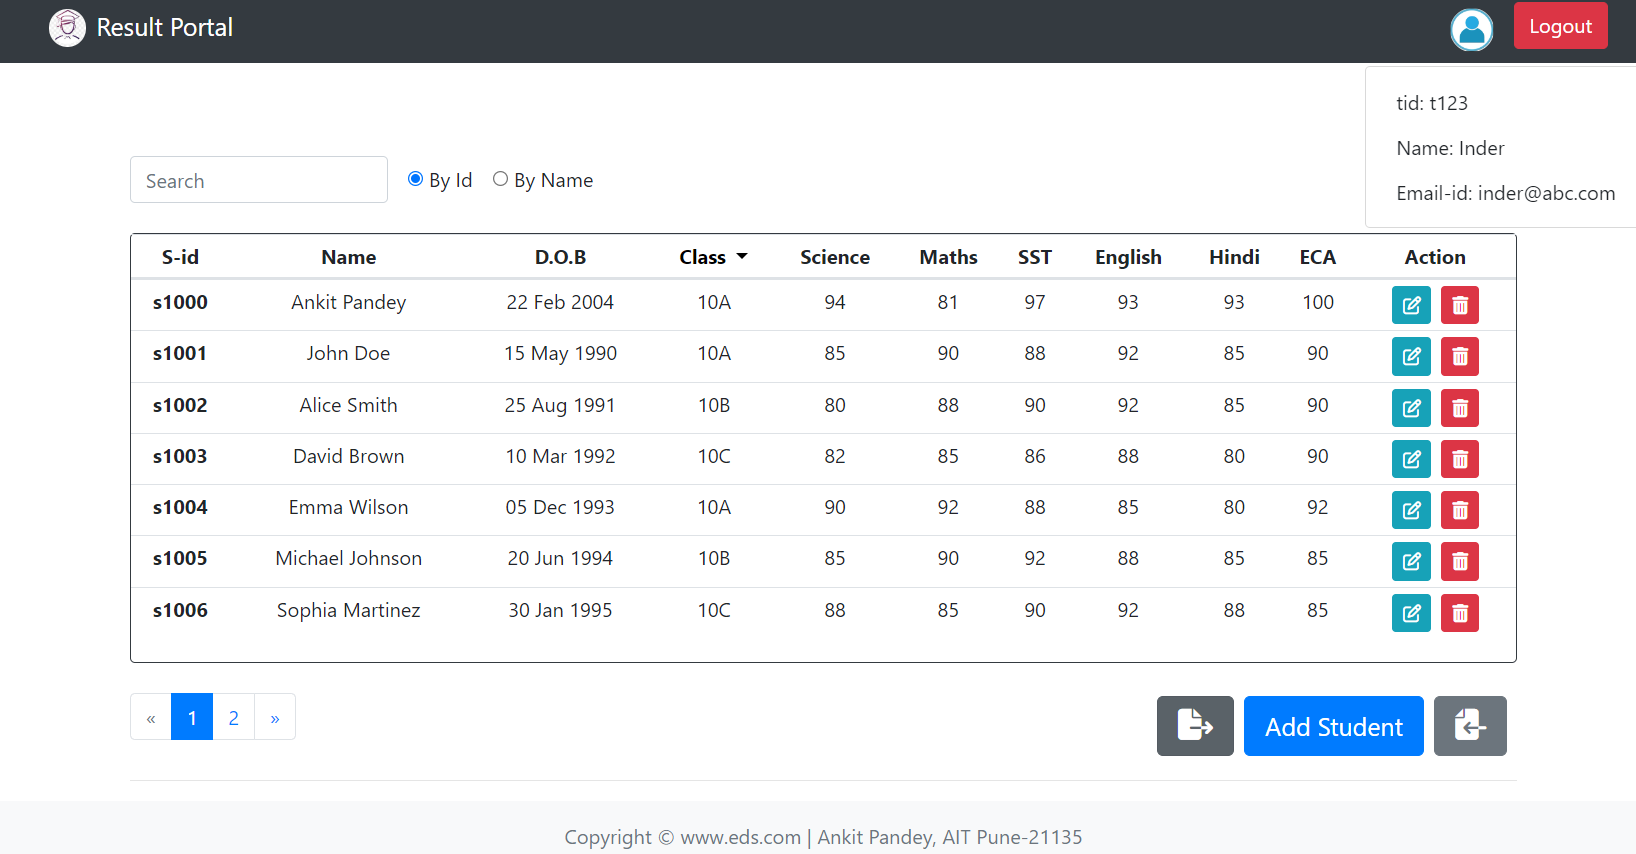 Result Portal
Logout
tid: t123
Name: Inder
Email-id: inder@abc.com
Search By Id By Name
S-id Name D.O.B Class Science Maths SST English Hindi ECA Action
s1000 Ankit Pandey 22 Feb 2004 10A 94 81 97 93 93 100
s1001 John Doe 15 May 1990 10A 85 90 88 92 85 90
s1002 Alice Smith 25 Aug 1991 10B 80 88 90 92 85 90
s1003 David Brown 10 Mar 1992 10C 82 85 86 88 80 90
s1004 Emma Wilson 05 Dec 1993 10A 90 92 88 85 80 92
s1005 Michael Johnson 20 Jun 1994 10B 85 90 92 88 85 85
s1006 Sophia Martinez 30 Jan 1995 10C 88 85 90 92 88 85
« 1 2 »
Add Student
Copyright © www.eds.com | Ankit Pandey, AIT Pune-21135